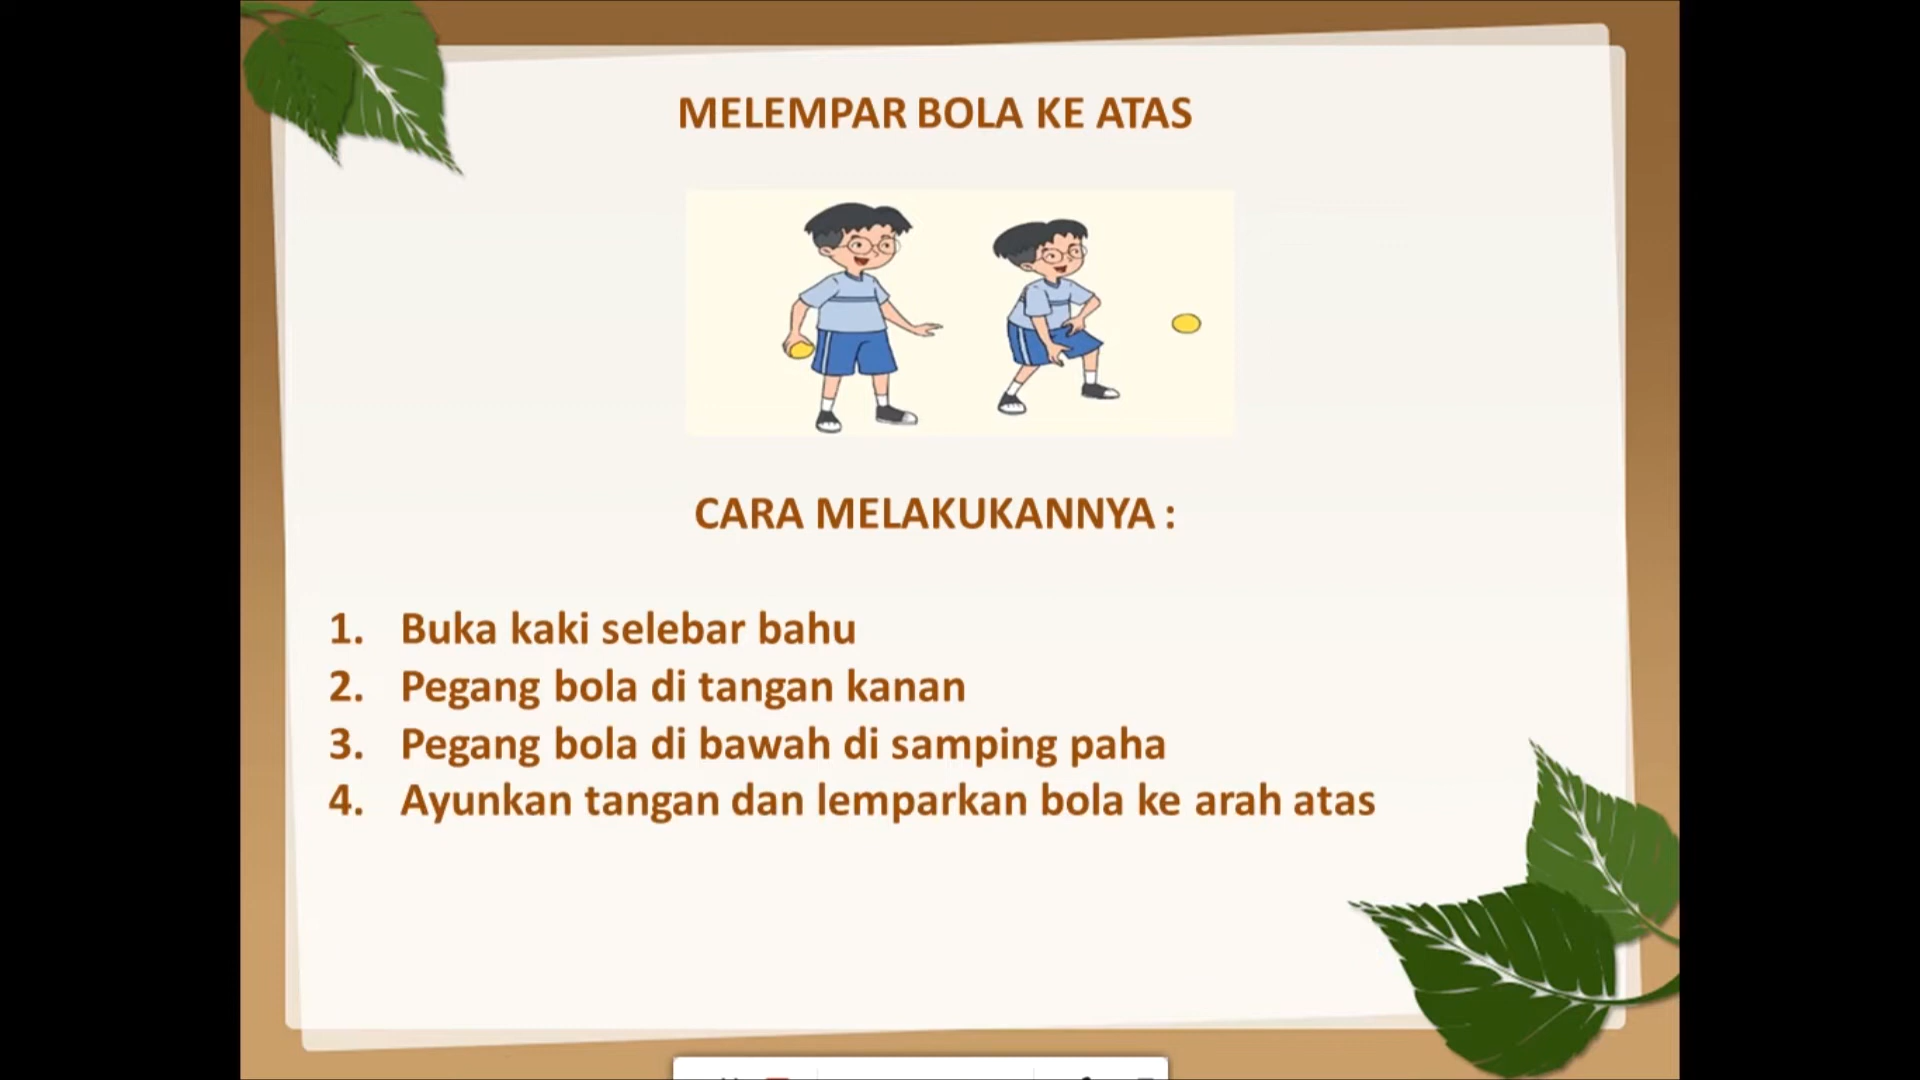 MELEMPAR BOLA KE ATAS
CARA MELAKUKANNYA :
1. Buka kaki selebar bahu
2. Pegang bola di tangan kanan
3. Pegang bola di bawah di samping paha
4. Ayunkan tangan dan lemparkan bola ke arah atas